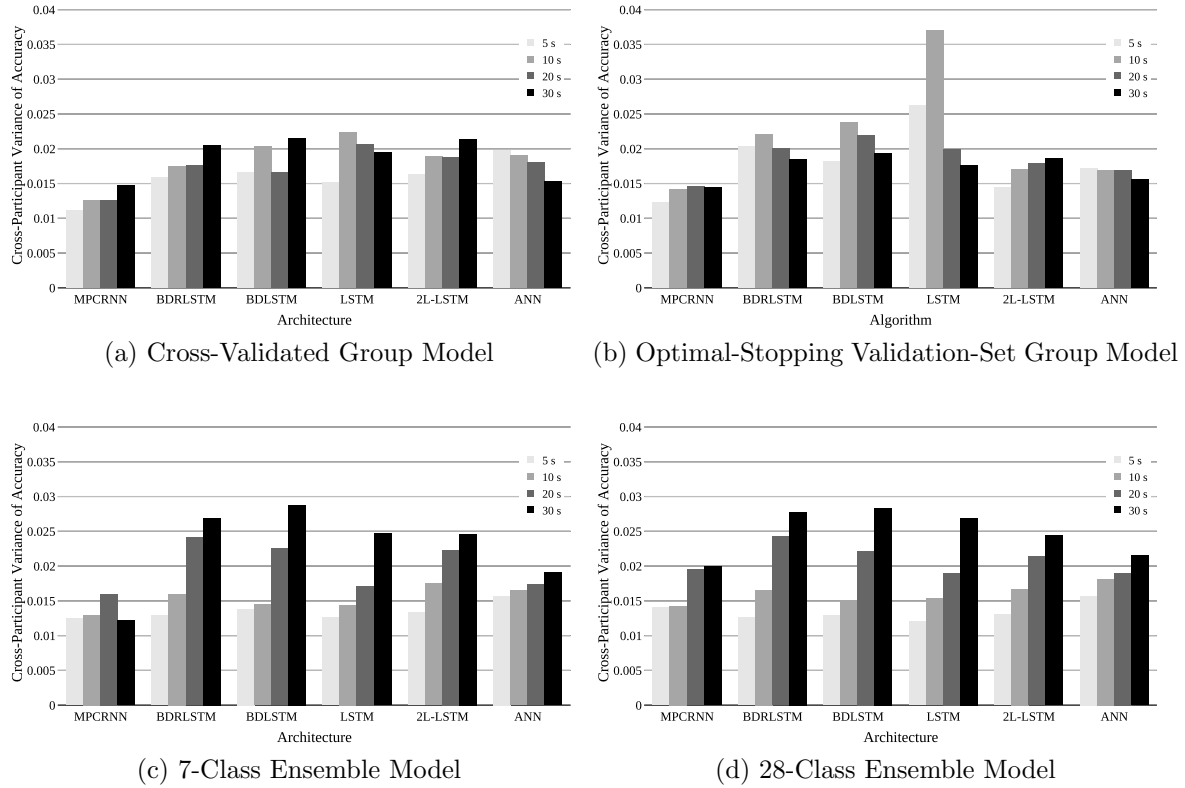 Cross-Participant Variance of Accuracy
0.04
0.035
0.03
0.025
0.02
0.015
0.01
0.005
0
5 s
10 s
20 s
30 s
MPCRNN BDRLSTM BDLSTM LSTM 2L-LSTM ANN
Architecture
(a) Cross-Validated Group Model
Cross-Participant Variance of Accuracy
0.04
0.035
0.03
0.025
0.02
0.015
0.01
0.005
0
5 s
10 s
20 s
30 s
MPCRNN BDRLSTM BDLSTM LSTM 2L-LSTM ANN
Algorithm
(b) Optimal-Stopping Validation-Set Group Model
Cross-Participant Variance of Accuracy
0.04
0.035
0.03
0.025
0.02
0.015
0.01
0.005
0
5 s
10 s
20 s
30 s
MPCRNN BDRLSTM BDLSTM LSTM 2L-LSTM ANN
Architecture
(c) 7-Class Ensemble Model
Cross-Participant Variance of Accuracy
0.04
0.035
0.03
0.025
0.02
0.015
0.01
0.005
0
5 s
10 s
20 s
30 s
MPCRNN BDRLSTM BDLSTM LSTM 2L-LSTM ANN
Architecture
(d) 28-Class Ensemble Model